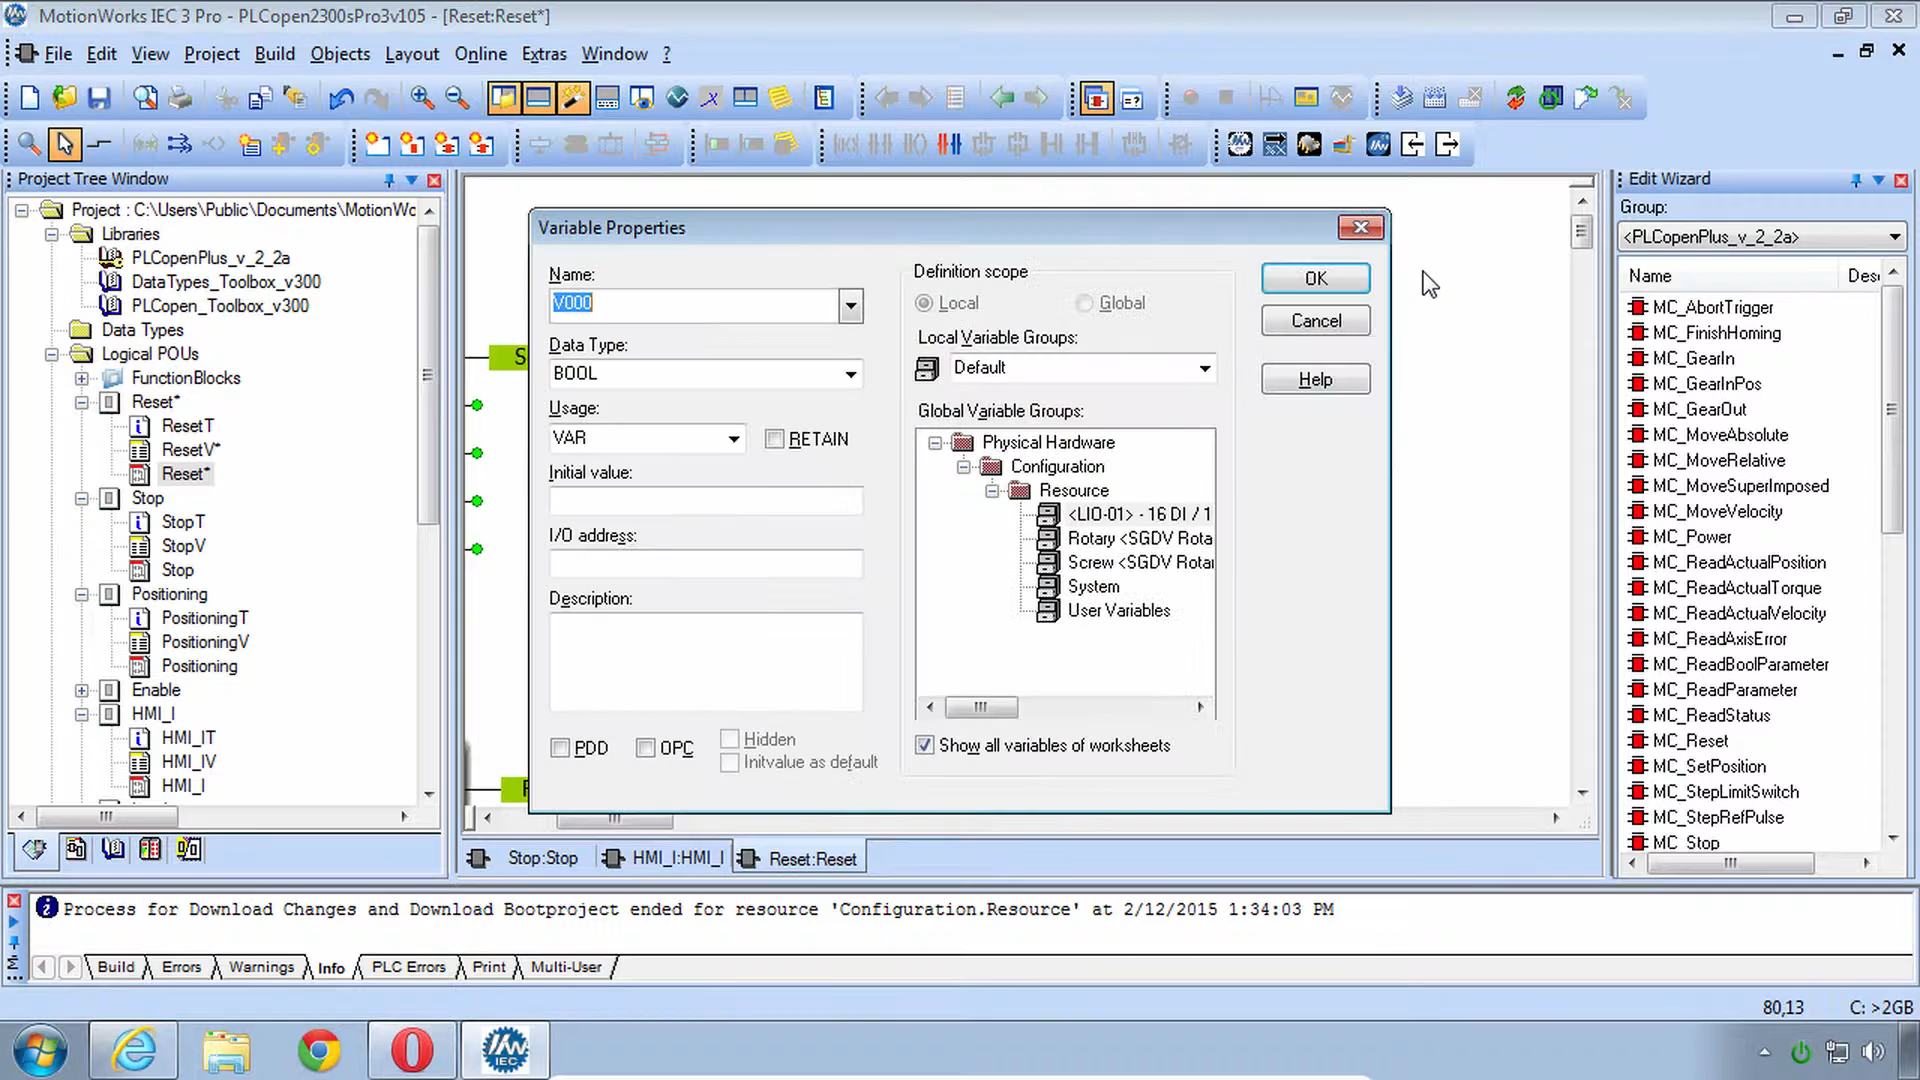 MotionWorks IEC 3 Pro - PLCopen2300sPro3v105 - [Reset:Reset*]
File Edit View Project Build Objects Layout Online Extras Window ?
Project Tree Window
Project : C:\Users\Public\Documents\MotionWo
Libraries
PLCopenPlus_v_2_2a
DataTypes_Toolbox_v300
PLCopen_Toolbox_v300
Data Types
Logical POUs
FunctionBlocks
Reset*
ResetT
ResetV*
Reset*
Stop
StopT
StopV
Stop
Positioning
PositioningT
PositioningV
Positioning
Enable
HMI_I
HMI_IT
HMI_IV
HMI_I
Variable Properties
Name:
V000
Data Type:
BOOL
Usage:
VAR
RETAIN
Initial value:
I/O address:
Description:
PDD
OPC
Hidden
Initvalue as default
Definition scope
Local
Global
Local Variable Groups:
Default
Global Variable Groups:
Physical Hardware
Configuration
Resource
<LIO-01> - 16 DI / 1
Rotary <SGDV Rota
Screw <SGDV Rotar
System
User Variables
Show all variables of worksheets
OK
Cancel
Help
Stop:Stop
HMI_I:HMI_I
Reset:Reset
Edit Wizard
Group:
<PLCopenPlus_v_2_2a>
Name Des
MC_AbortTrigger
MC_FinishHoming
MC_GearIn
MC_GearInPos
MC_GearOut
MC_MoveAbsolute
MC_MoveRelative
MC_MoveSuperImposed
MC_MoveVelocity
MC_Power
MC_ReadActualPosition
MC_ReadActualTorque
MC_ReadActualVelocity
MC_ReadAxisError
MC_ReadBoolParameter
MC_ReadParameter
MC_ReadStatus
MC_Reset
MC_SetPosition
MC_StepLimitSwitch
MC_StepRefPulse
MC_Stop
Process for Download Changes and Download Bootproject ended for resource 'Configuration.Resource' at 2/12/2015 1:34:03 PM
Build Errors Warnings Info PLC Errors Print Multi-User
80,13 C: >2GB
IEC